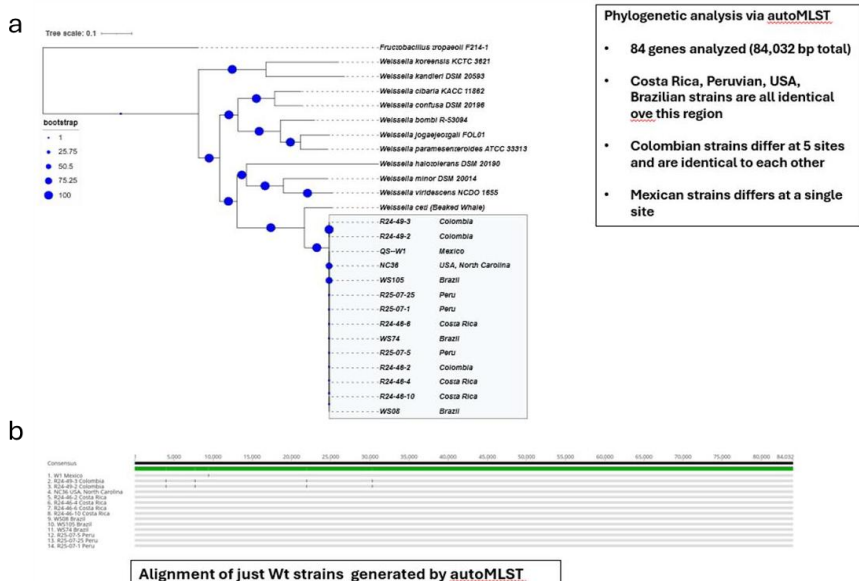 a
Tree scale: 0.1
bootstrap
1
25.75
50.5
75.25
100
Fructobacillus tropaeoli F214-1
Weissella koreensis KCTC 3621
Weissella kandleri DSM 20593
Weissella cibaria KACC 11862
Weissella confusa DSM 20196
Weissella bombi R-53094
Weissella jogaejeotgali FOL01
Weissella paramesenteroides ATCC 33313
Weissella halotolerans DSM 20190
Weissella minor DSM 20014
Weissella viridescens NCDO 1655
Weissella ceti (Beaked Whale)
R24-49-3 Colombia
R24-49-2 Colombia
QS--W1 Mexico
NC36 USA, North Carolina
WS105 Brazil
R25-07-25 Peru
R25-07-1 Peru
R24-46-6 Costa Rica
WS74 Brazil
R25-07-5 Peru
R24-46-2 Colombia
R24-46-4 Costa Rica
R24-46-10 Costa Rica
WS08 Brazil
Phylogenetic analysis via autoMLST
• 84 genes analyzed (84,032 bp total)
• Costa Rica, Peruvian, USA,
Brazilian strains are all identical
ove this region
• Colombian strains differ at 5 sites
and are identical to each other
• Mexican strains differs at a single
site
b
1 5,000 10,000 15,000 20,000 25,000 30,000 35,000 40,000 45,000 50,000 55,000 60,000 65,000 70,000 75,000 80,000 84,032
Consensus
1. W1 Mexico
2. R24-49-3 Colombia
3. R24-49-2 Colombia
4. NC36 USA, North Carolina
5. R24-46-2 Costa Rica
6. R24-46-4 Costa Rica
7. R24-46-6 Costa Rica
8. R24-46-10 Costa Rica
9. WS08 Brazil
10. WS105 Brazil
11. WS74 Brazil
12. R25-07-5 Peru
13. R25-07-25 Peru
14. R25-07-1 Peru
Alignment of just Wt strains generated by autoMLST